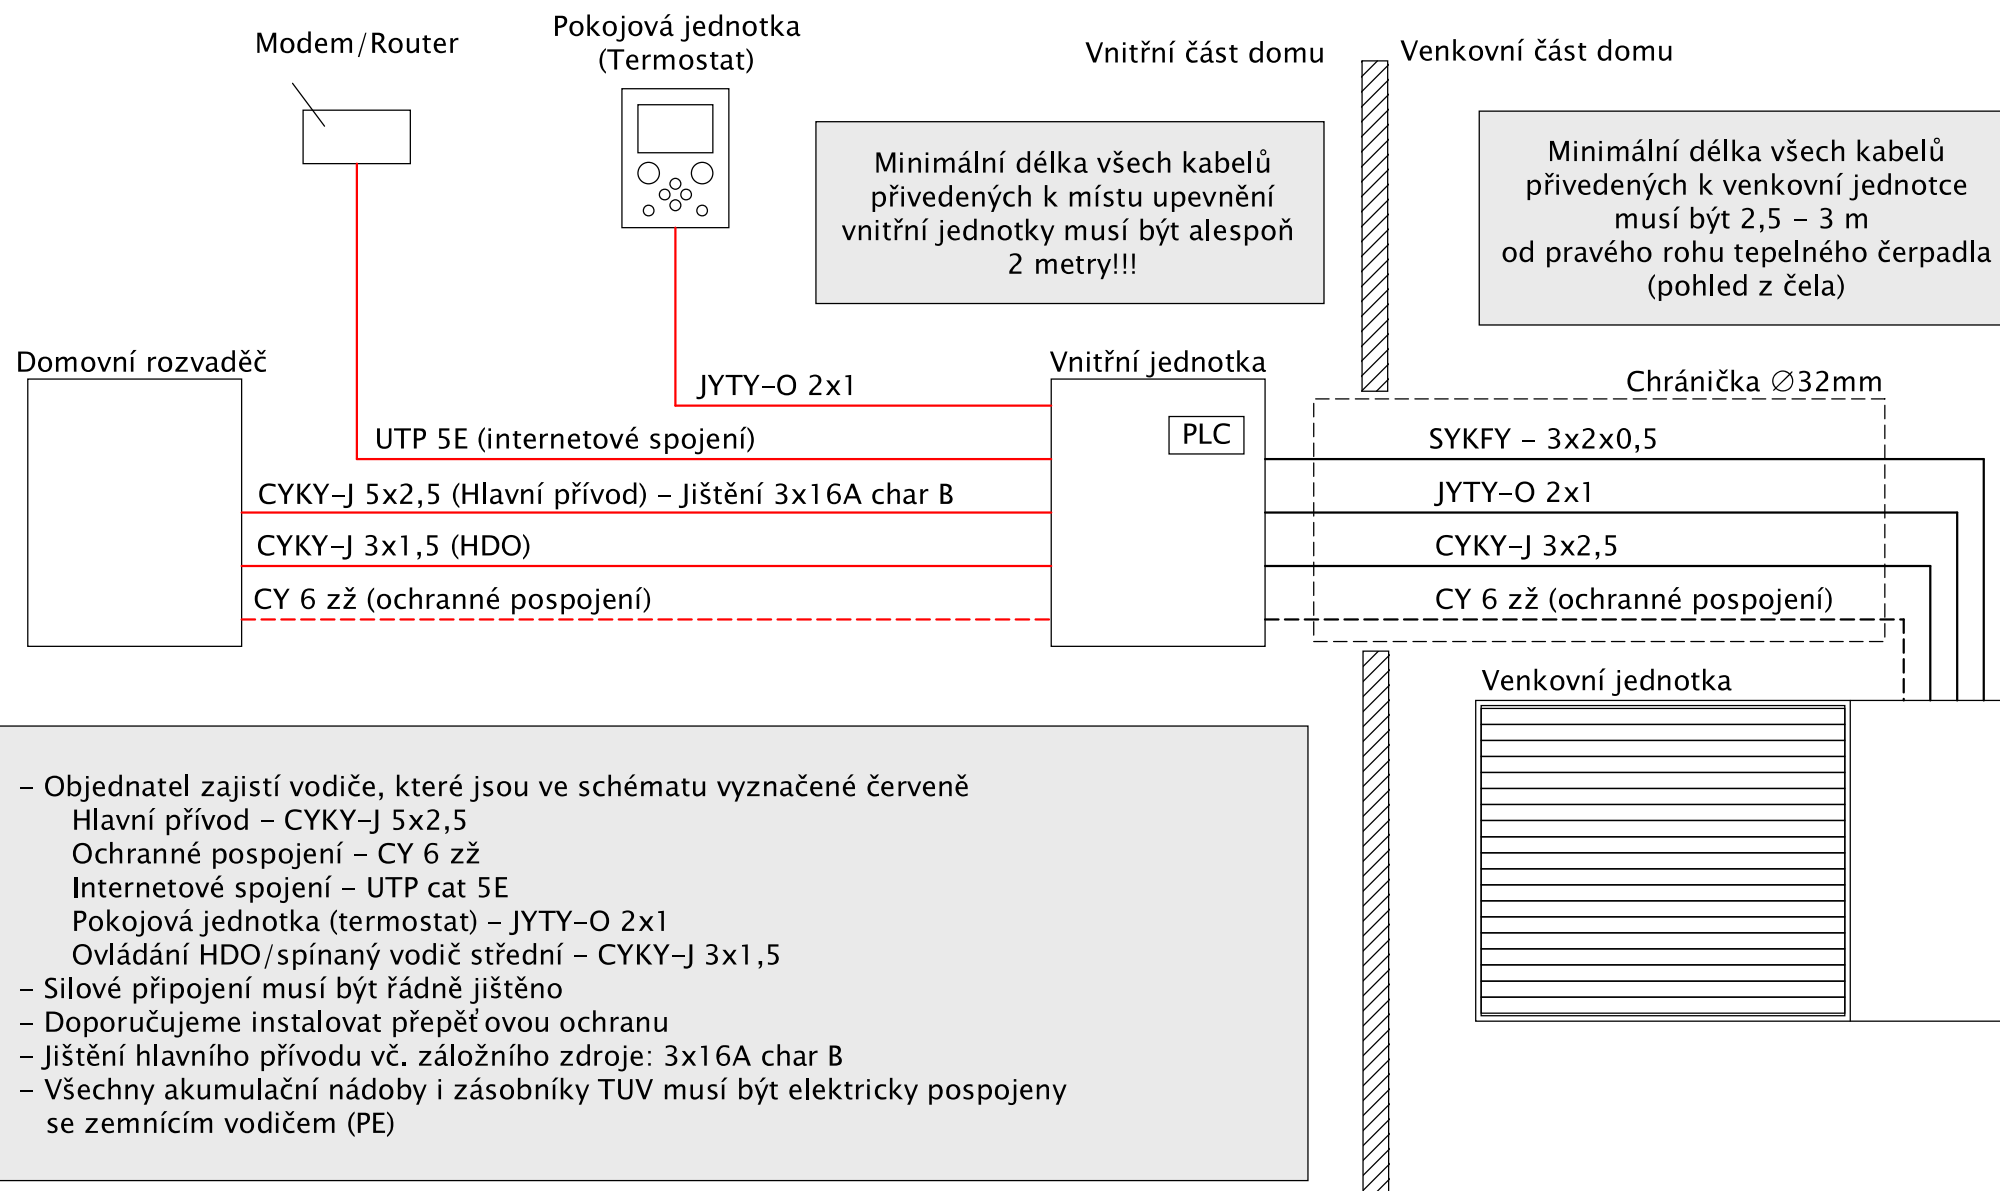 Modem/Router
Pokojová jednotka
(Termostat)
Vnitřní část domu
Venkovní část domu
Minimální délka všech kabelů
přivedených k místu upevnění
vnitřní jednotky musí být alespoň
2 metry!!!
Minimální délka všech kabelů
přivedených k venkovní jednotce
musí být 2,5 – 3 m
od pravého rohu tepelného čerpadla
(pohled z čela)
Domovní rozvaděč
Vnitřní jednotka
Chránička ∅32mm
JYTY–O 2x1
UTP 5E (internetové spojení)
PLC
SYKFY – 3x2x0,5
CYKY–J 5x2,5 (Hlavní přívod) – Jištění 3x16A char B
JYTY–O 2x1
CYKY–J 3x1,5 (HDO)
CYKY–J 3x2,5
CY 6 zž (ochranné pospojení)
CY 6 zž (ochranné pospojení)
Venkovní jednotka
– Objednatel zajistí vodiče, které jsou ve schématu vyznačené červeně
Hlavní přívod – CYKY–J 5x2,5
Ochranné pospojení – CY 6 zž
Internetové spojení – UTP cat 5E
Pokojová jednotka (termostat) – JYTY–O 2x1
Ovládání HDO/spínaný vodič střední – CYKY–J 3x1,5
– Silové připojení musí být řádně jištěno
– Doporučujeme instalovat přepěťovou ochranu
– Jištění hlavního přívodu vč. záložního zdroje: 3x16A char B
– Všechny akumulační nádoby i zásobníky TUV musí být elektricky pospojeny
se zemnícím vodičem (PE)